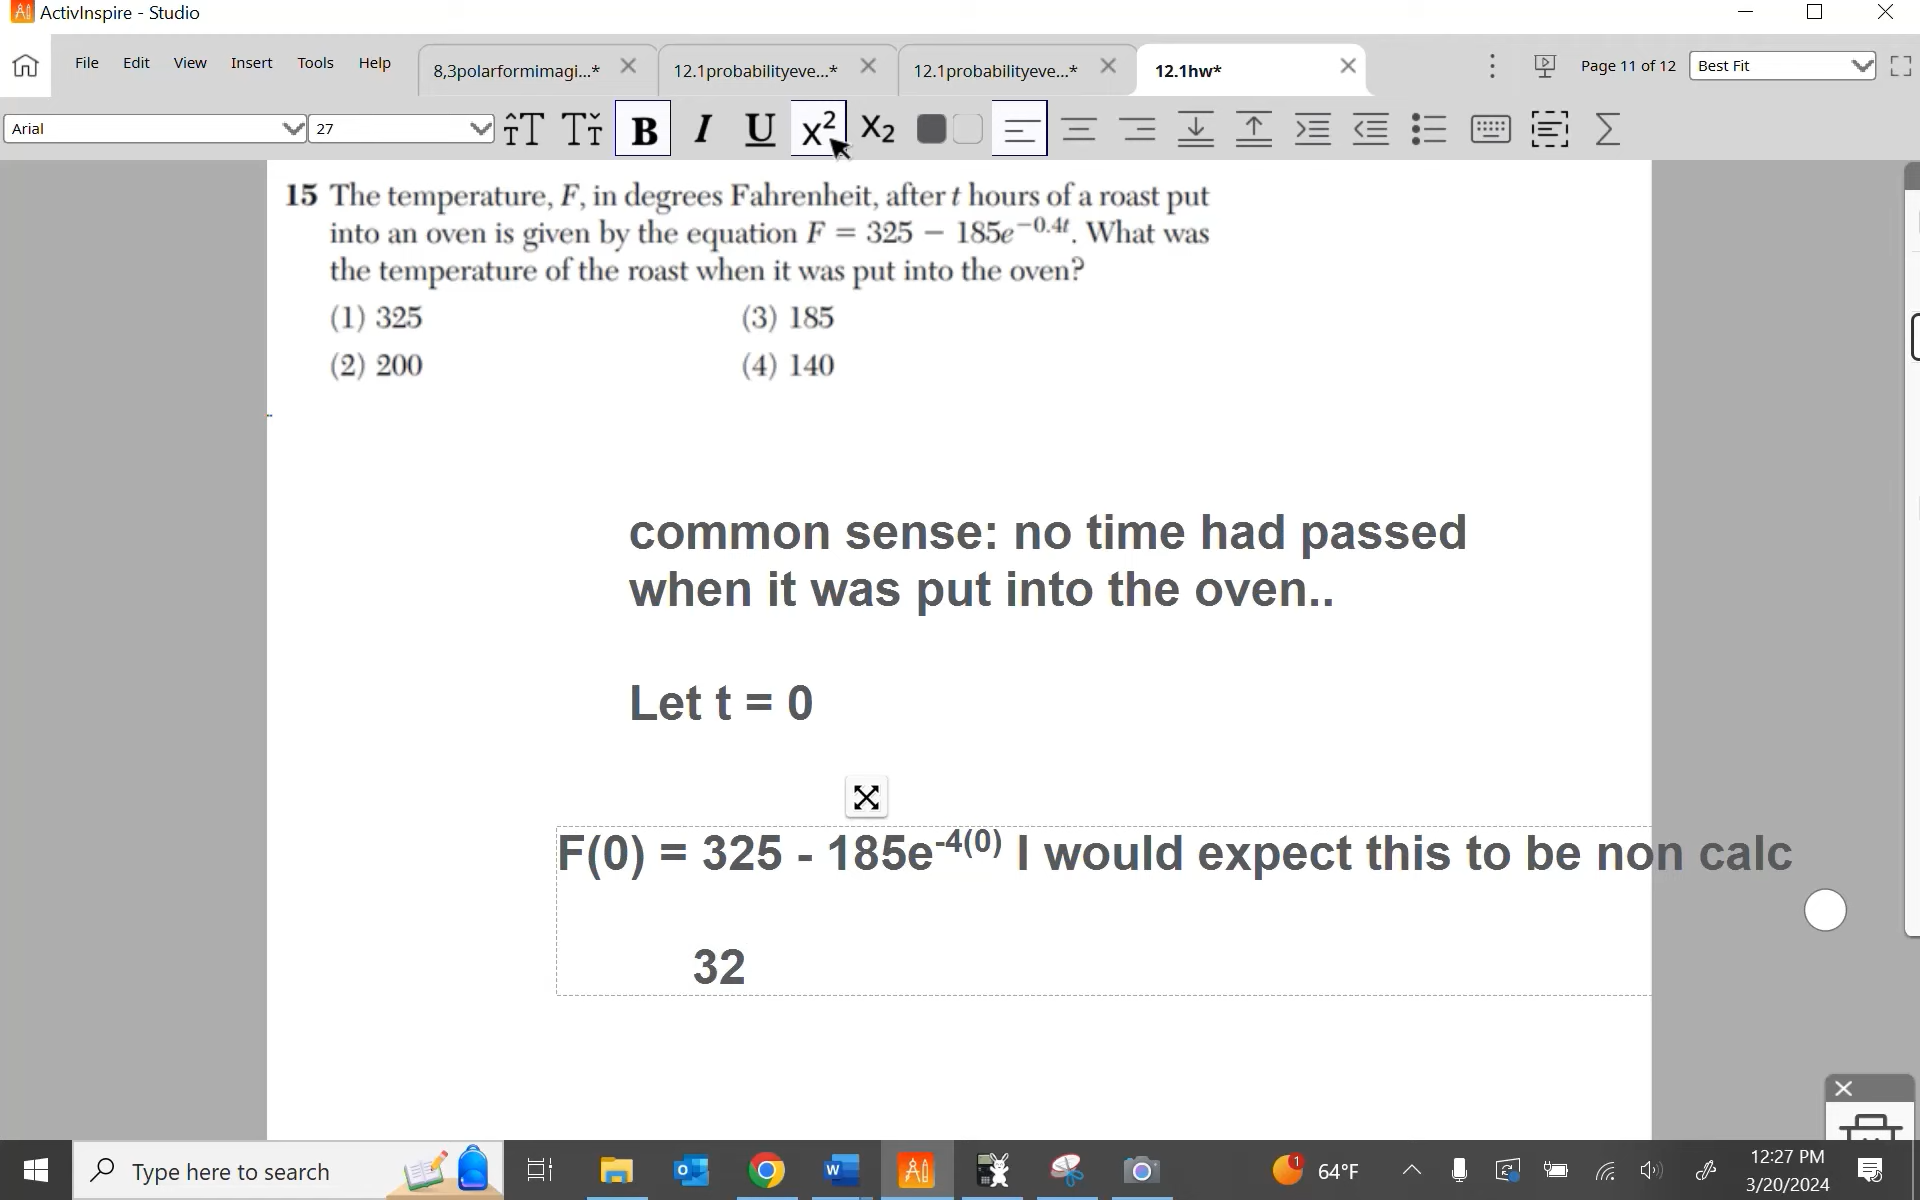 ActivInspire - Studio
File Edit View Insert Tools Help
8,3polarformimagi...*
12.1probabilityeve...*
12.1probabilityeve...*
12.1hw*
Page 11 of 12
Best Fit
Arial
27
B I U x² X₂ Σ
15 The temperature, F, in degrees Fahrenheit, after t hours of a roast put
into an oven is given by the equation F = 325 − 185e^−0.4t. What was
the temperature of the roast when it was put into the oven?
(1) 325 (3) 185
(2) 200 (4) 140
common sense: no time had passed
when it was put into the oven..
Let t = 0
F(0) = 325 - 185e^-4(0) I would expect this to be non calc
32
Type here to search
1
64°F
12:27 PM
3/20/2024